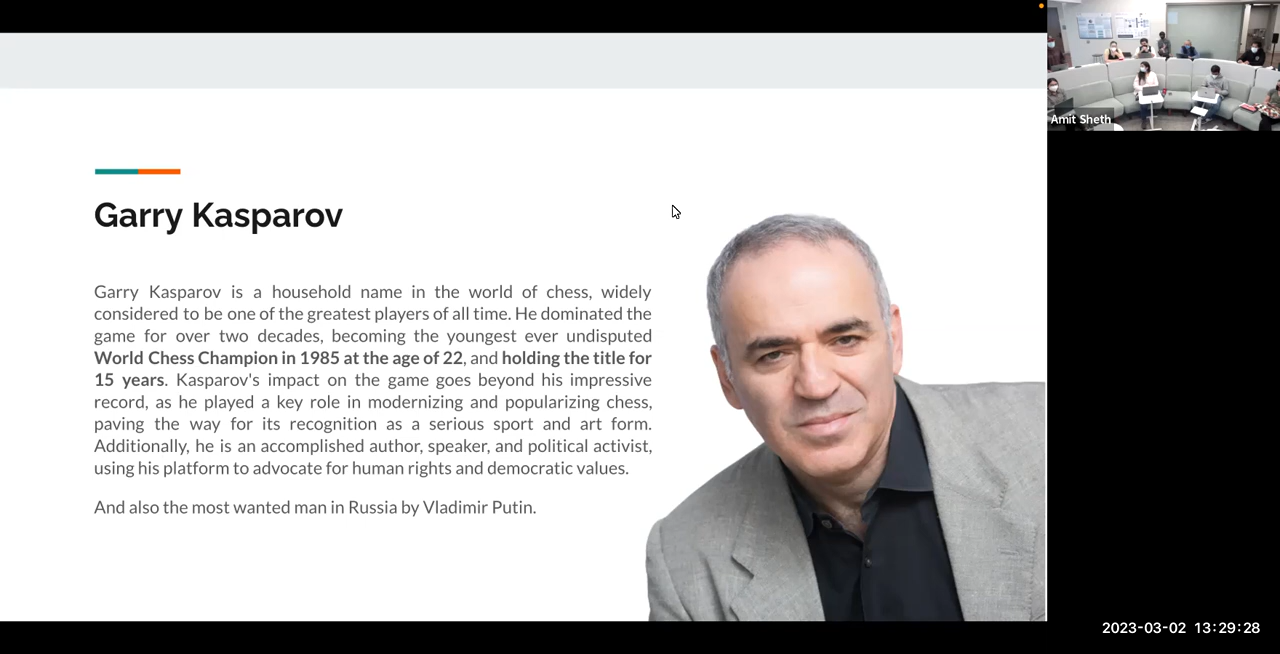 Garry Kasparov
Garry Kasparov is a household name in the world of chess, widely
considered to be one of the greatest players of all time. He dominated the
game for over two decades, becoming the youngest ever undisputed
World Chess Champion in 1985 at the age of 22, and holding the title for
15 years. Kasparov's impact on the game goes beyond his impressive
record, as he played a key role in modernizing and popularizing chess,
paving the way for its recognition as a serious sport and art form.
Additionally, he is an accomplished author, speaker, and political activist,
using his platform to advocate for human rights and democratic values.
And also the most wanted man in Russia by Vladimir Putin.
Amit Sheth
2023-03-02 13:29:28